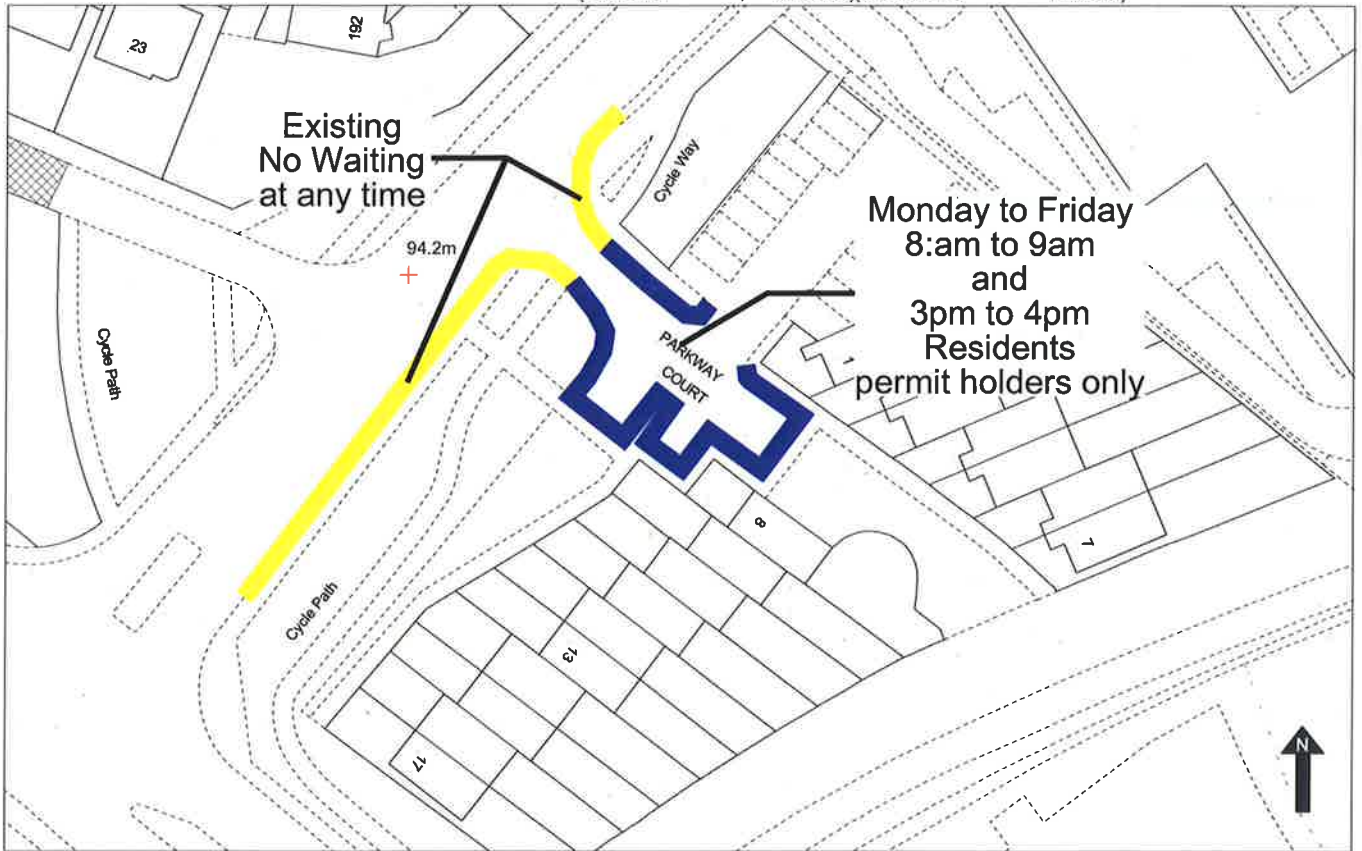 23
192
Existing
No Waiting
at any time
Cycle Way
94.2m
Monday to Friday
8:am to 9am
and
3pm to 4pm
Residents
permit holders only
Cycle Path
PARKWAY
COURT
1
8
7
Cycle Path
13
17
N